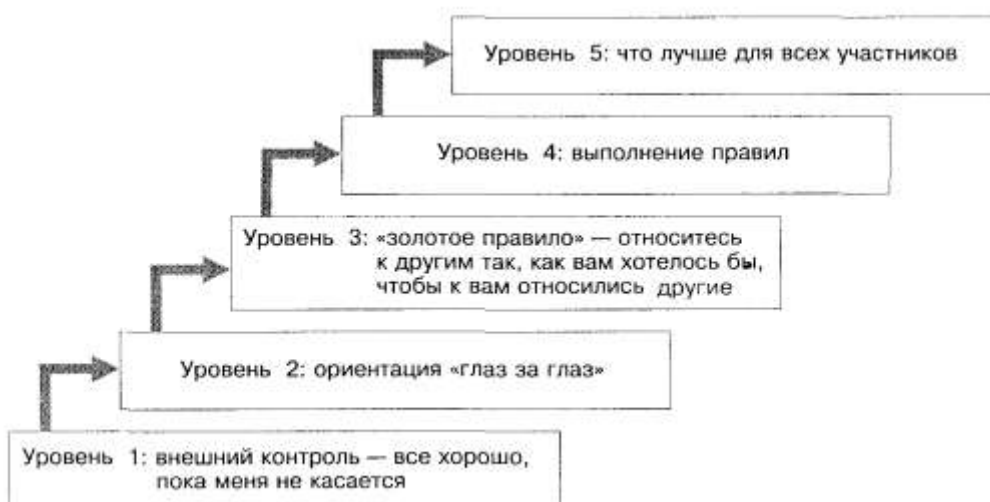 Уровень 5: что лучше для всех участников
Уровень 4: выполнение правил
Уровень 3: «золотое правило» — относитесь
к другим так, как вам хотелось бы,
чтобы к вам относились другие
Уровень 2: ориентация «глаз за глаз»
Уровень 1: внешний контроль — все хорошо,
пока меня не касается